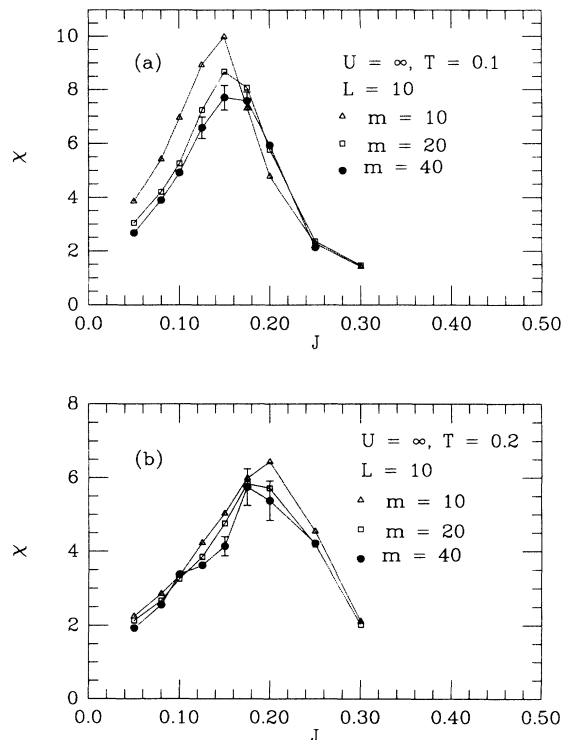 10
8
6
4
2
0
χ
(a)
U = ∞, T = 0.1
L = 10
m = 10
m = 20
m = 40
0.0 0.10 0.20 0.30 0.40 0.50
J
8
6
4
2
0
χ
(b)
U = ∞, T = 0.2
L = 10
m = 10
m = 20
m = 40
0.0 0.10 0.20 0.30 0.40 0.50
J